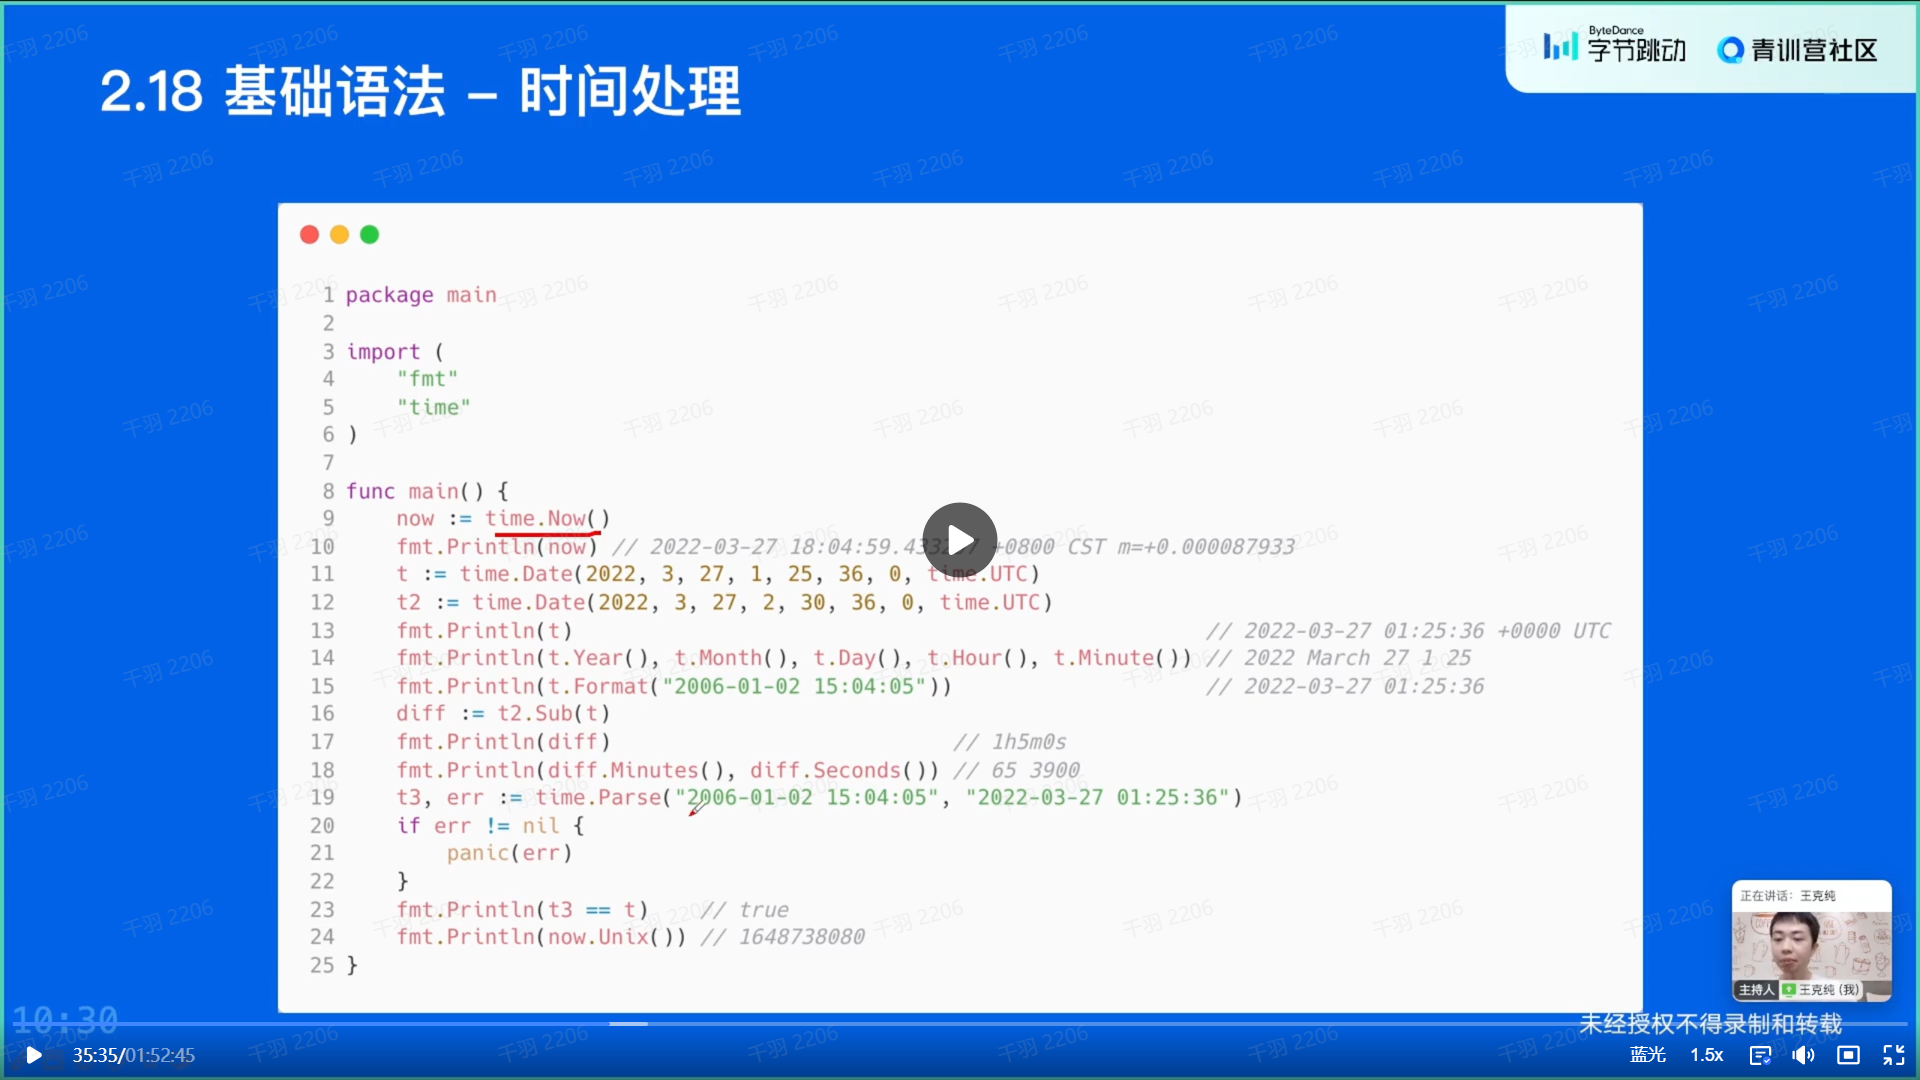 2.18 基础语法 – 时间处理
ByteDance
字节跳动
青训营社区
千羽 2206
1 package main
2
3 import (
4 "fmt"
5 "time"
6 )
7
8 func main() {
9 now := time.Now()
10 fmt.Println(now) // 2022-03-27 18:04:59.433 +0800 CST m=+0.000087933
11 t := time.Date(2022, 3, 27, 1, 25, 36, 0, time.UTC)
12 t2 := time.Date(2022, 3, 27, 2, 30, 36, 0, time.UTC)
13 fmt.Println(t) // 2022-03-27 01:25:36 +0000 UTC
14 fmt.Println(t.Year(), t.Month(), t.Day(), t.Hour(), t.Minute()) // 2022 March 27 1 25
15 fmt.Println(t.Format("2006-01-02 15:04:05")) // 2022-03-27 01:25:36
16 diff := t2.Sub(t)
17 fmt.Println(diff) // 1h5m0s
18 fmt.Println(diff.Minutes(), diff.Seconds()) // 65 3900
19 t3, err := time.Parse("2006-01-02 15:04:05", "2022-03-27 01:25:36")
20 if err != nil {
21 panic(err)
22 }
23 fmt.Println(t3 == t) // true
24 fmt.Println(now.Unix()) // 1648738080
25 }
正在讲话: 王克纯
主持人 王克纯 (我)
10:30
未经授权不得录制和转载
35:35/01:52:45
蓝光 1.5x